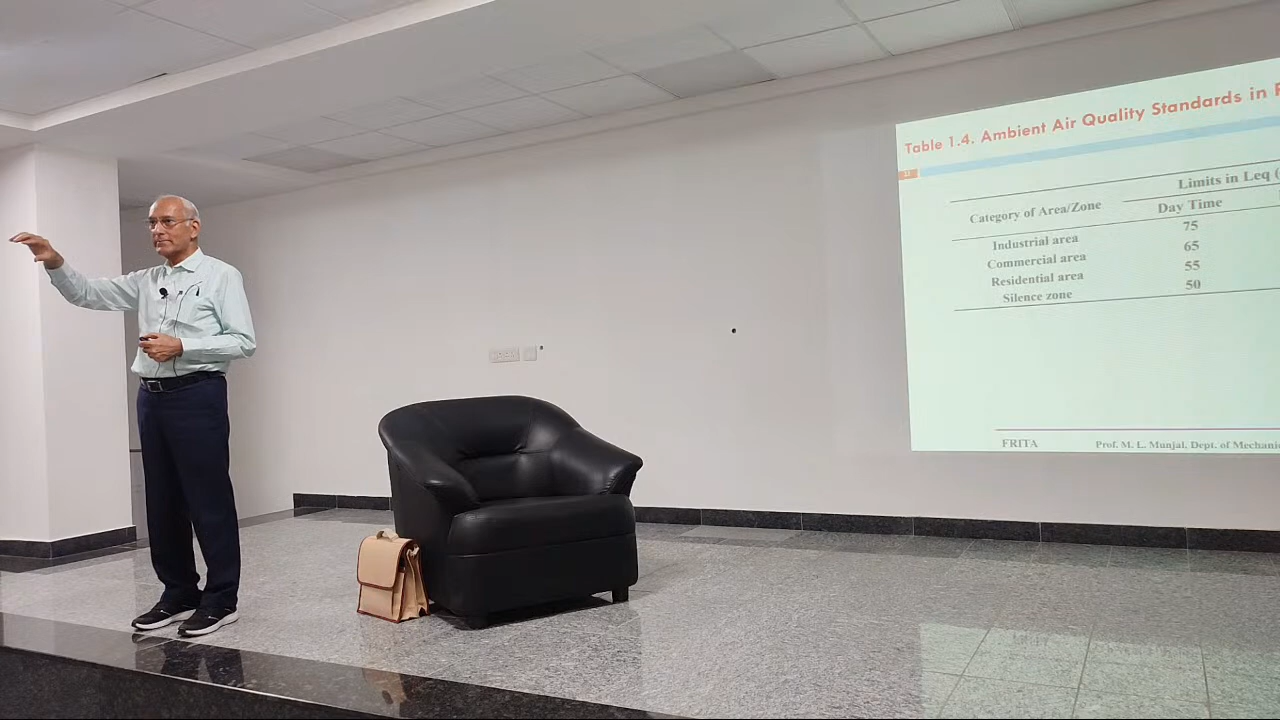 Table 1.4. Ambient Air Quality Standards in
Limits in Leq (
Category of Area/Zone
Day Time
Industrial area 75
Commercial area 65
Residential area 55
Silence zone 50
FRITA Prof. M. L. Munjal, Dept. of Mechani